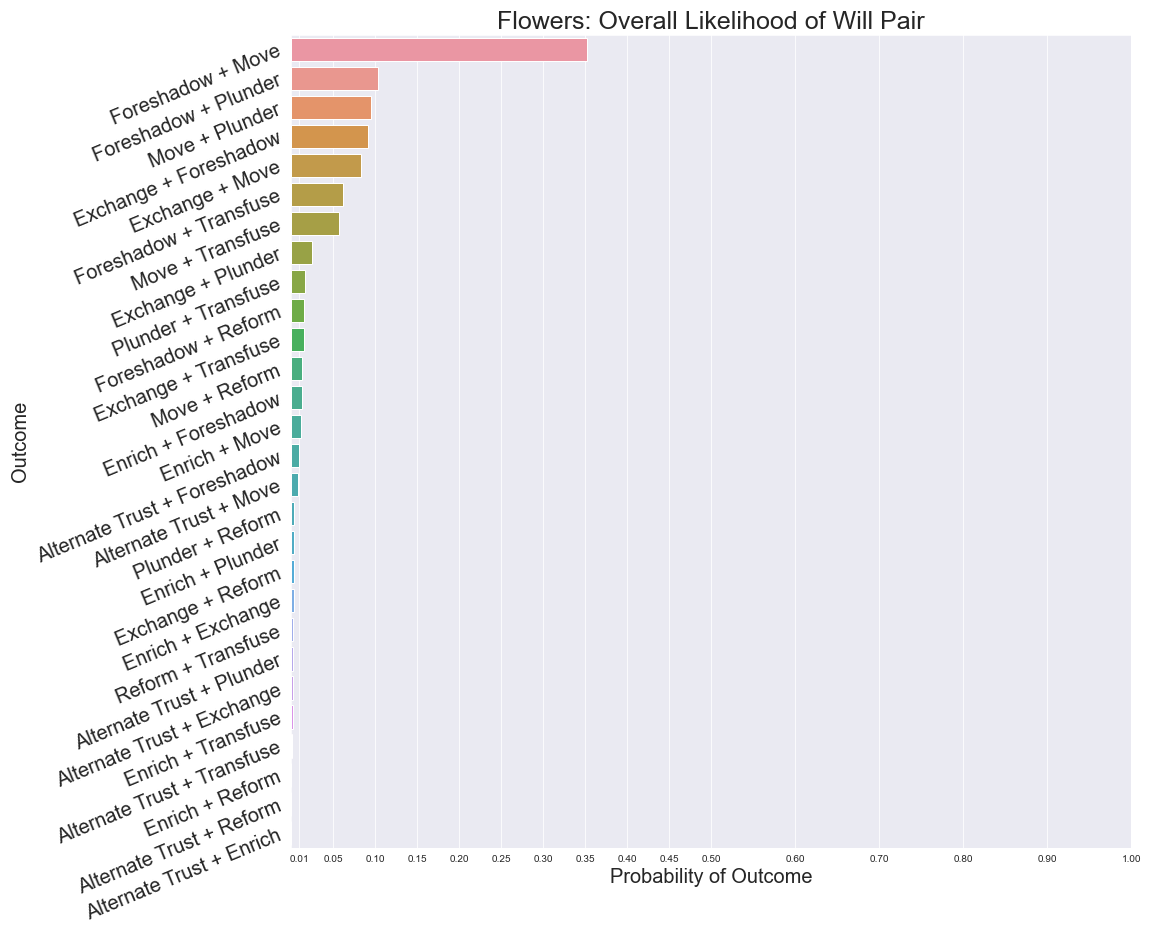 Flowers: Overall Likelihood of Will Pair
Foreshadow + Move
Foreshadow + Plunder
Move + Plunder
Exchange + Foreshadow
Exchange + Move
Foreshadow + Transfuse
Move + Transfuse
Exchange + Plunder
Plunder + Transfuse
Foreshadow + Reform
Exchange + Transfuse
Move + Reform
Enrich + Foreshadow
Enrich + Move
Alternate Trust + Foreshadow
Alternate Trust + Move
Plunder + Reform
Enrich + Plunder
Exchange + Reform
Enrich + Exchange
Reform + Transfuse
Alternate Trust + Plunder
Alternate Trust + Exchange
Enrich + Transfuse
Alternate Trust + Transfuse
Enrich + Reform
Alternate Trust + Reform
Alternate Trust + Enrich
Outcome
0.01 0.05 0.10 0.15 0.20 0.25 0.30 0.35 0.40 0.45 0.50 0.60 0.70 0.80 0.90 1.00
Probability of Outcome